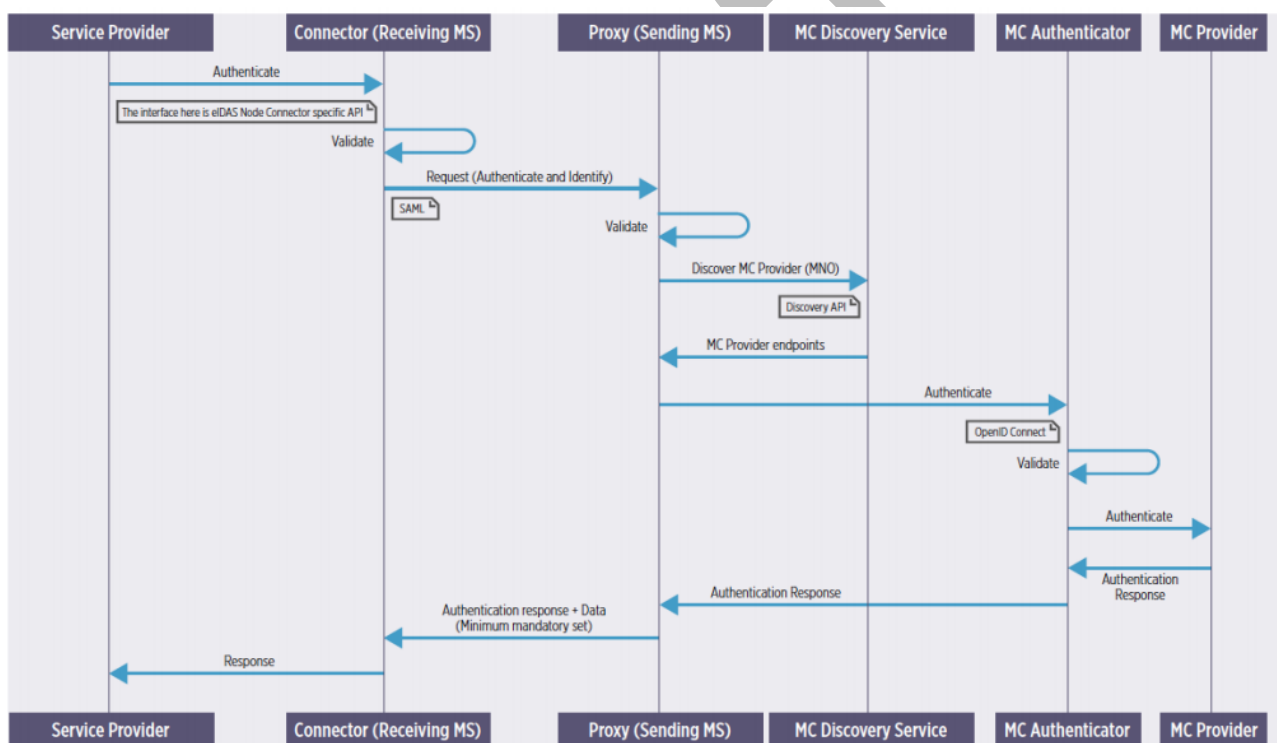 Service Provider
Connector (Receiving MS)
Proxy (Sending MS)
MC Discovery Service
MC Authenticator
MC Provider
Authenticate
The interface here is eIDAS Node Connector specific API
Validate
Request (Authenticate and Identify)
SAML
Validate
Discover MC Provider (MNO)
Discovery API
MC Provider endpoints
Authenticate
OpenID Connect
Validate
Authenticate
Authentication
Response
Authentication Response
Authentication response + Data
(Minimum mandatory set)
Response
Service Provider
Connector (Receiving MS)
Proxy (Sending MS)
MC Discovery Service
MC Authenticator
MC Provider